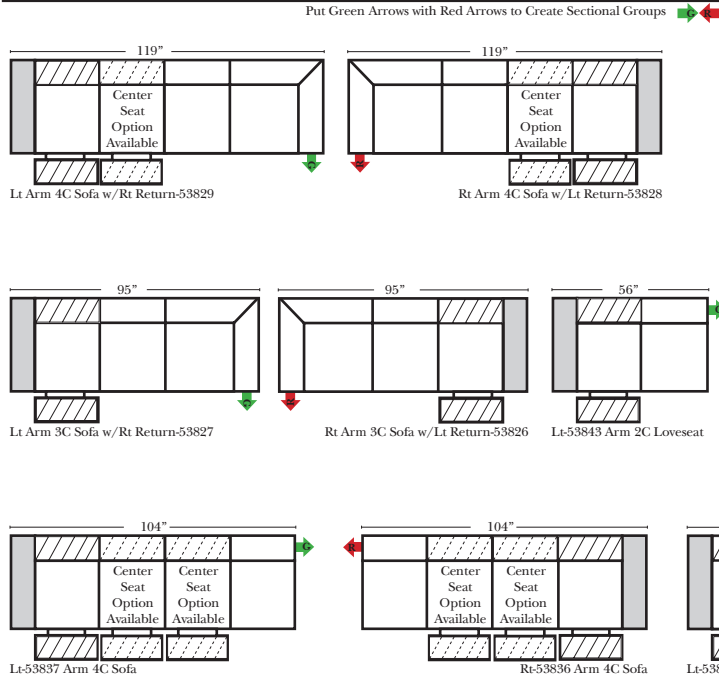 Put Green Arrows with Red Arrows to Create Sectional Groups G R
119” 119”
Center
Seat
Option
Available
Center
Seat
Option
Available
G
R
Lt Arm 4C Sofa w/Rt Return-53829
Rt Arm 4C Sofa w/Lt Return-53828
95” 95” 56”
G
R
Lt Arm 3C Sofa w/Rt Return-53827
Rt Arm 3C Sofa w/Lt Return-53826
Lt-53843 Arm 2C Loveseat
104” 104”
G
R
Center
Seat
Option
Available
Center
Seat
Option
Available
Center
Seat
Option
Available
Center
Seat
Option
Available
Lt-53837 Arm 4C Sofa
Rt-53836 Arm 4C Sofa